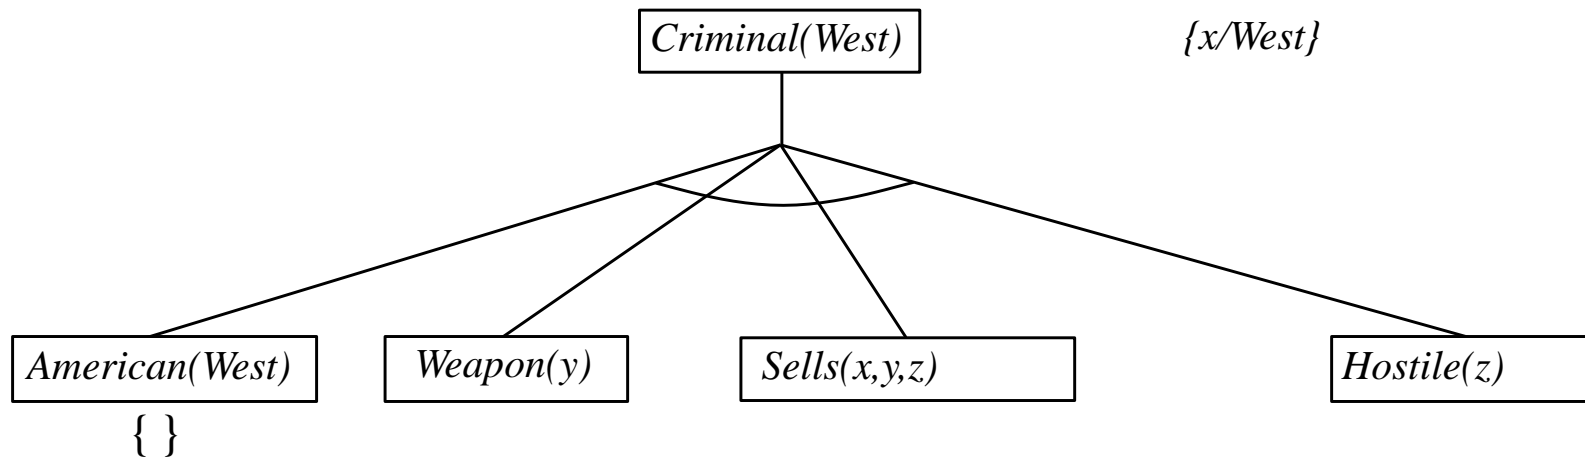 Criminal(West)
{x/West}
American(West)
Weapon(y)
Sells(x,y,z)
Hostile(z)
{ }